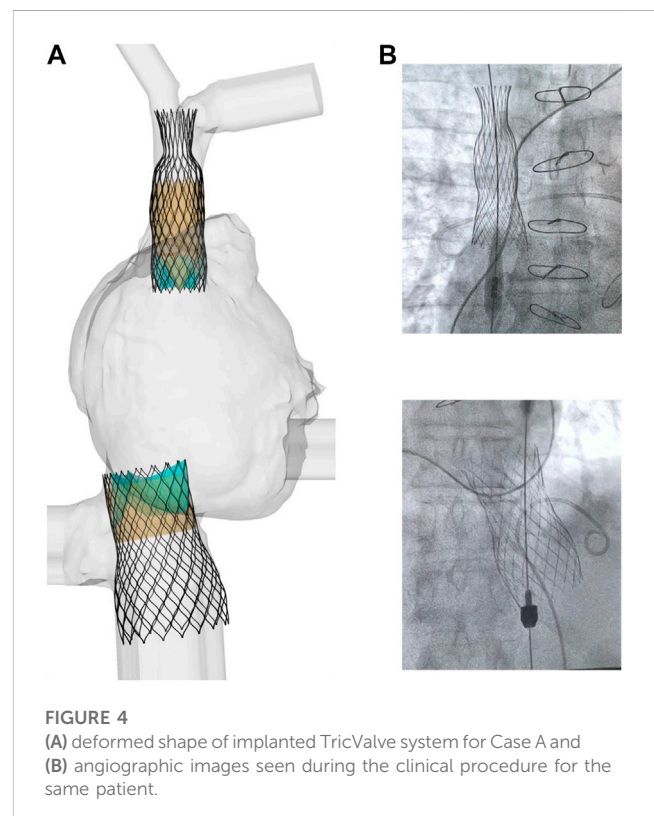 A
B
FIGURE 4
(A) deformed shape of implanted TricValve system for Case A and
(B) angiographic images seen during the clinical procedure for the
same patient.